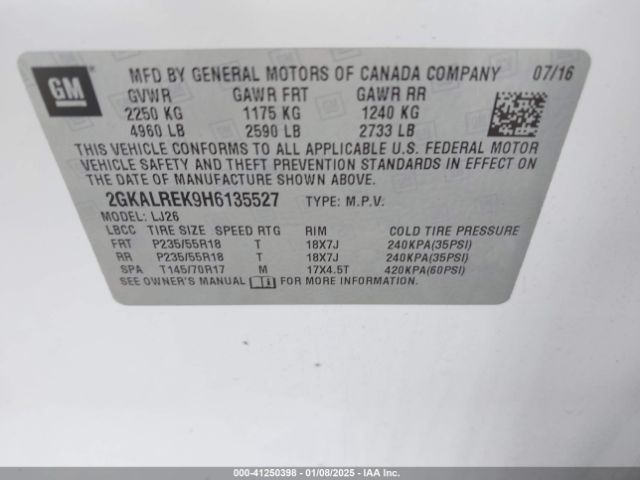 GM
MFD BY GENERAL MOTORS OF CANADA COMPANY 07/16
GVWR GAWR FRT GAWR RR
2250 KG 1175 KG 1240 KG
4960 LB 2590 LB 2733 LB
THIS VEHICLE CONFORMS TO ALL APPLICABLE U.S. FEDERAL MOTOR
VEHICLE SAFETY AND THEFT PREVENTION STANDARDS IN EFFECT ON
THE DATE OF MANUFACTURE SHOWN ABOVE.
2GKALREK9H6135527 TYPE: M.P.V.
MODEL: LJ26
LBCC TIRE SIZE SPEED RTG RIM COLD TIRE PRESSURE
FRT P235/55R18 T 18X7J 240KPA(35PSI)
RR P235/55R18 T 18X7J 240KPA(35PSI)
SPA T145/70R17 M 17X4.5T 420KPA(60PSI)
SEE OWNER'S MANUAL FOR MORE INFORMATION.
000-41250398 - 01/08/2025 - IAAI.COM